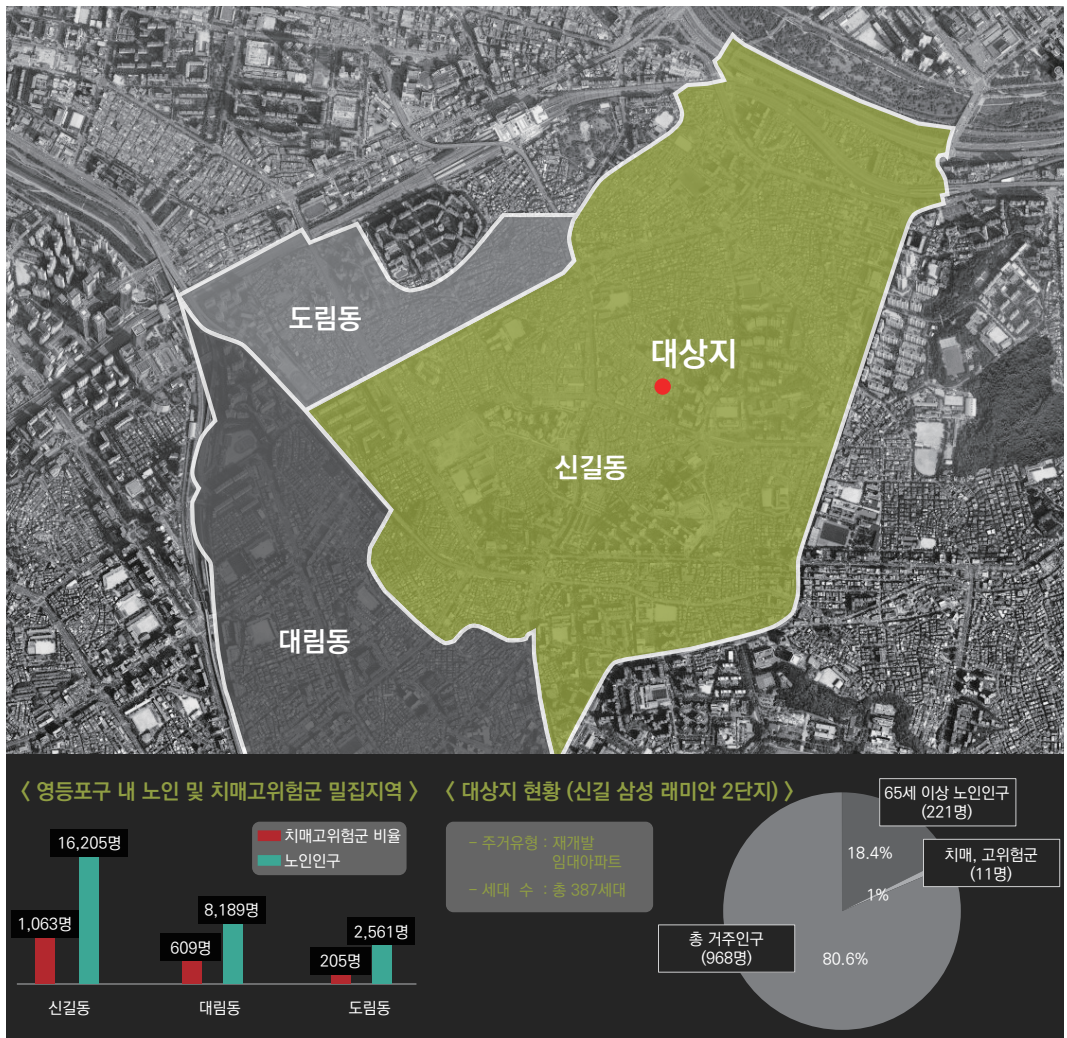 도림동
대상지
신길동
대림동
< 영등포구 내 노인 및 치매고위험군 밀집지역 >
치매고위험군 비율
노인인구
16,205명
1,063명
8,189명
609명
2,561명
205명
신길동
대림동
도림동
< 대상지 현황 (신길 삼성 래미안 2단지) >
- 주거유형 : 재개발
임대아파트
- 세대 수 : 총 387세대
65세 이상 노인인구
(221명)
18.4%
치매, 고위험군
(11명)
1%
총 거주인구
(968명)
80.6%